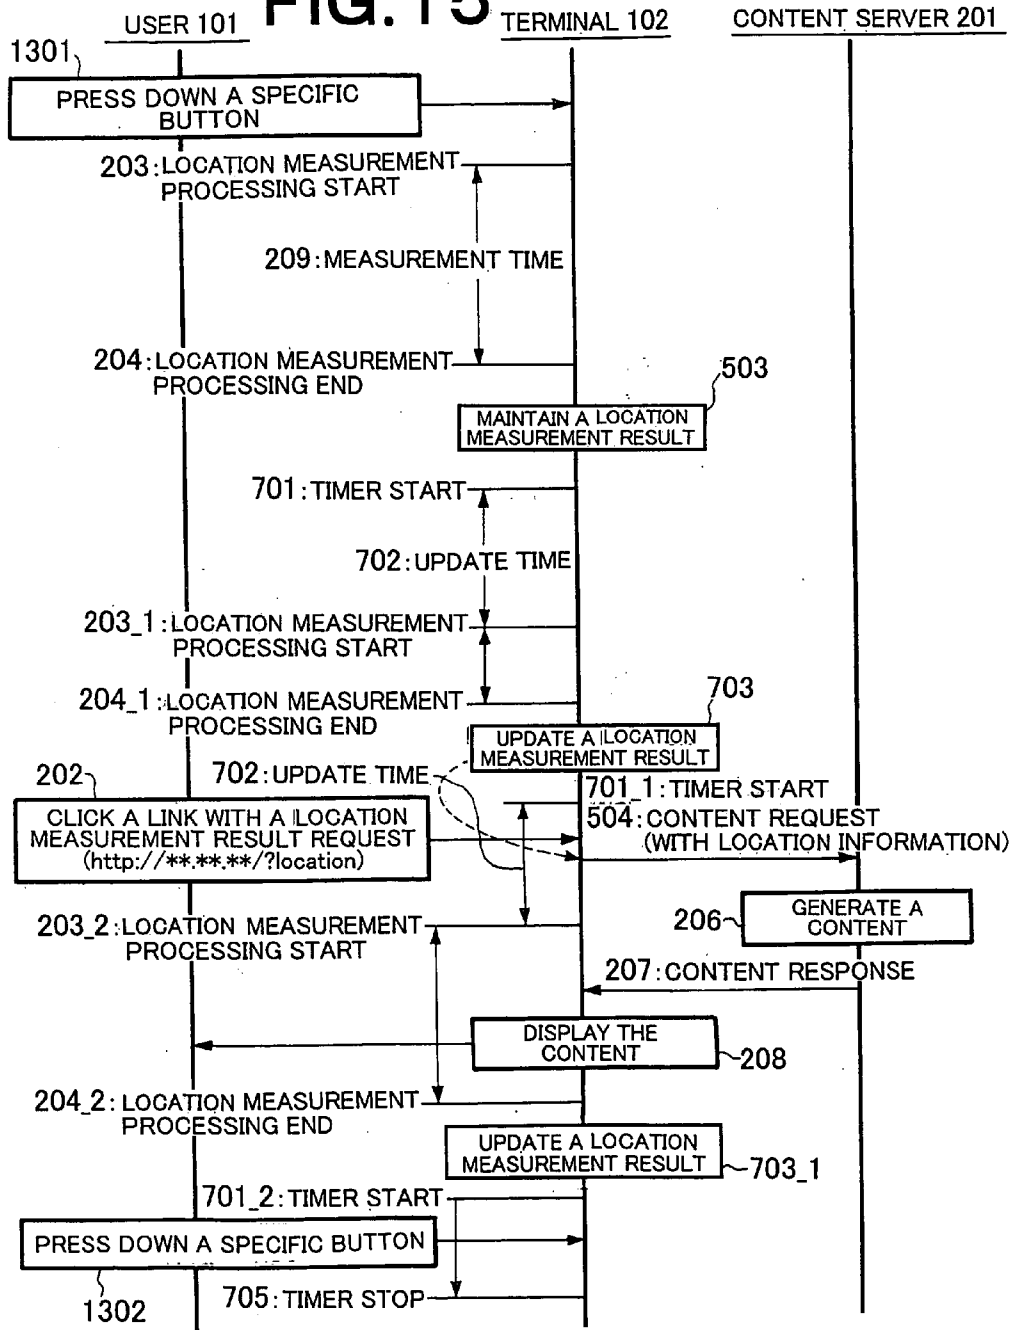 FIG. 15
USER 101
TERMINAL 102
CONTENT SERVER 201
1301
PRESS DOWN A SPECIFIC
BUTTON
203:LOCATION MEASUREMENT
PROCESSING START
209:MEASUREMENT TIME
204:LOCATION MEASUREMENT
PROCESSING END
503
MAINTAIN A LOCATION
MEASUREMENT RESULT
701:TIMER START
702:UPDATE TIME
203_1:LOCATION MEASUREMENT
PROCESSING START
204_1:LOCATION MEASUREMENT
PROCESSING END
703
UPDATE A LOCATION
MEASUREMENT RESULT
202
702:UPDATE TIME
701_1:TIMER START
CLICK A LINK WITH A LOCATION
MEASUREMENT RESULT REQUEST
(http://**.**.**/?location)
504:CONTENT REQUEST
(WITH LOCATION INFORMATION)
203_2:LOCATION MEASUREMENT
PROCESSING START
206
GENERATE A
CONTENT
207:CONTENT RESPONSE
DISPLAY THE
CONTENT
208
204_2:LOCATION MEASUREMENT
PROCESSING END
UPDATE A LOCATION
MEASUREMENT RESULT
703_1
701_2:TIMER START
PRESS DOWN A SPECIFIC BUTTON
1302
705:TIMER STOP